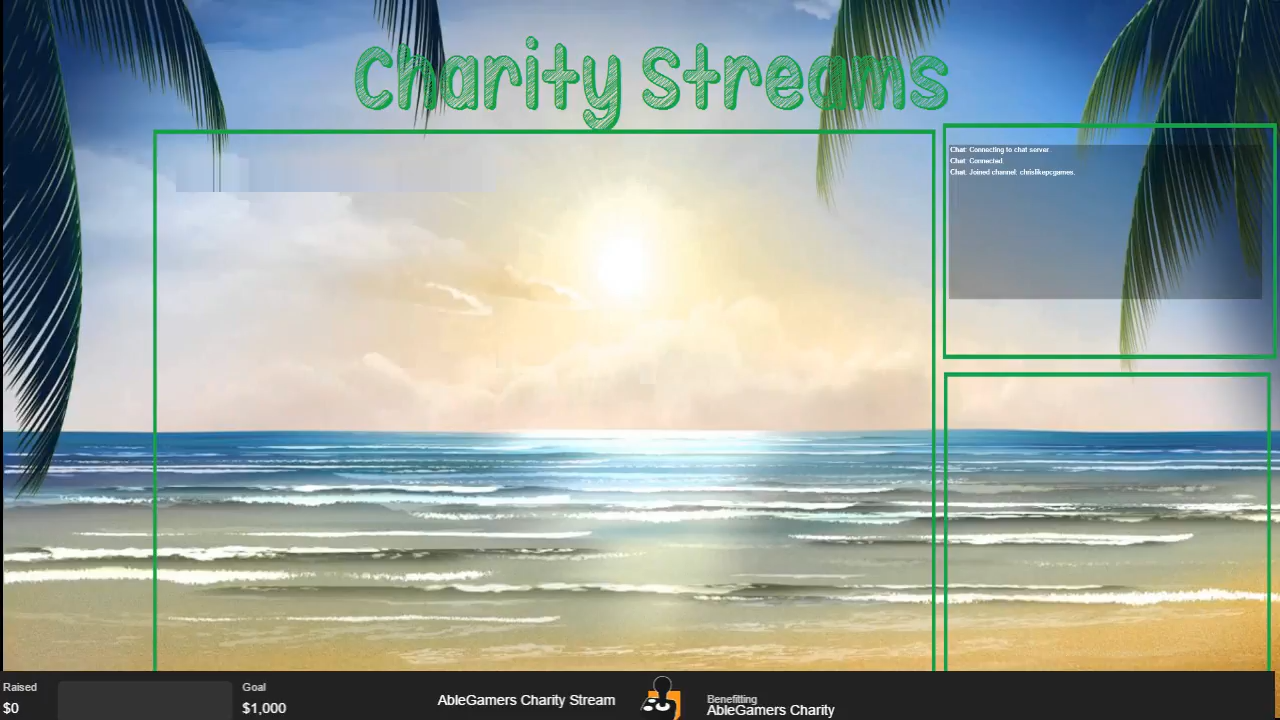 Charity Streams
Chat: Connecting to chat server.
Chat: Connected.
Chat: Joined channel: chrislikepcgames.
Raised
$0
Goal
$1,000
AbleGamers Charity Stream
Benefitting
AbleGamers Charity